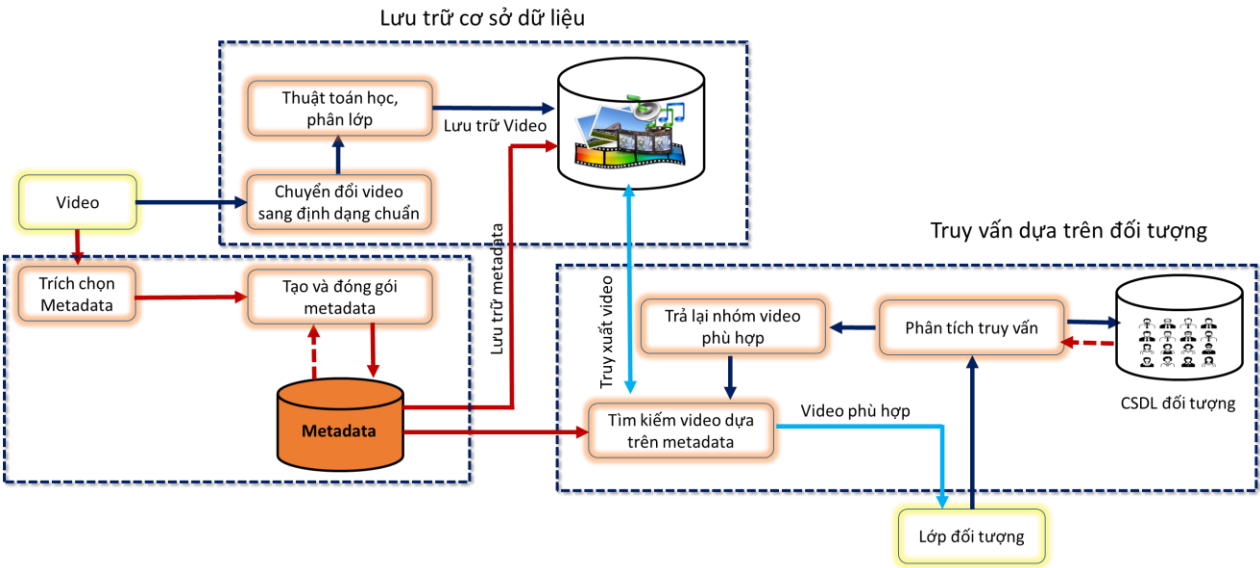 Lưu trữ cơ sở dữ liệu
Thuật toán học,
phân lớp
Lưu trữ Video
Video
Chuyển đổi video
sang định dạng chuẩn
Lưu trữ metadata
Truy xuất video
Truy vấn dựa trên đối tượng
Trích chọn
Metadata
Tạo và đóng gói
metadata
Trả lại nhóm video
phù hợp
Phân tích truy vấn
CSDL đối tượng
Metadata
Tìm kiếm video dựa
trên metadata
Video phù hợp
Lớp đối tượng